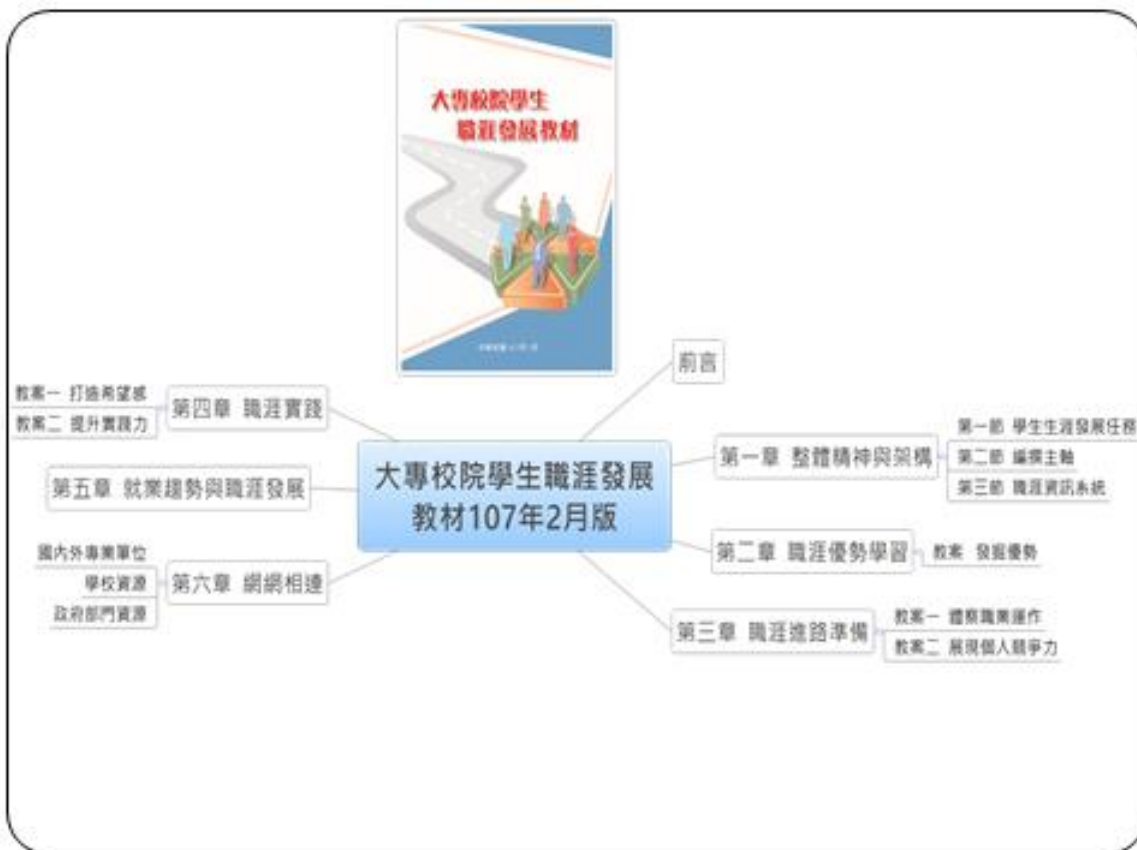 大專校院學生
職涯發展教材
大專校院學生職涯發展
教材107年2月版
前言
第一章 整體精神與架構
第一節 學生生涯發展任務
第二節 編撰主軸
第三節 職涯資訊系統
第二章 職涯優勢學習
教案 發掘優勢
第三章 職涯進路準備
教案一 體察職業運作
教案二 展現個人競爭力
第四章 職涯實踐
教案一 打造希望感
教案二 提升實踐力
第五章 就業趨勢與職涯發展
第六章 網網相連
國內外專業單位
學校資源
政府部門資源